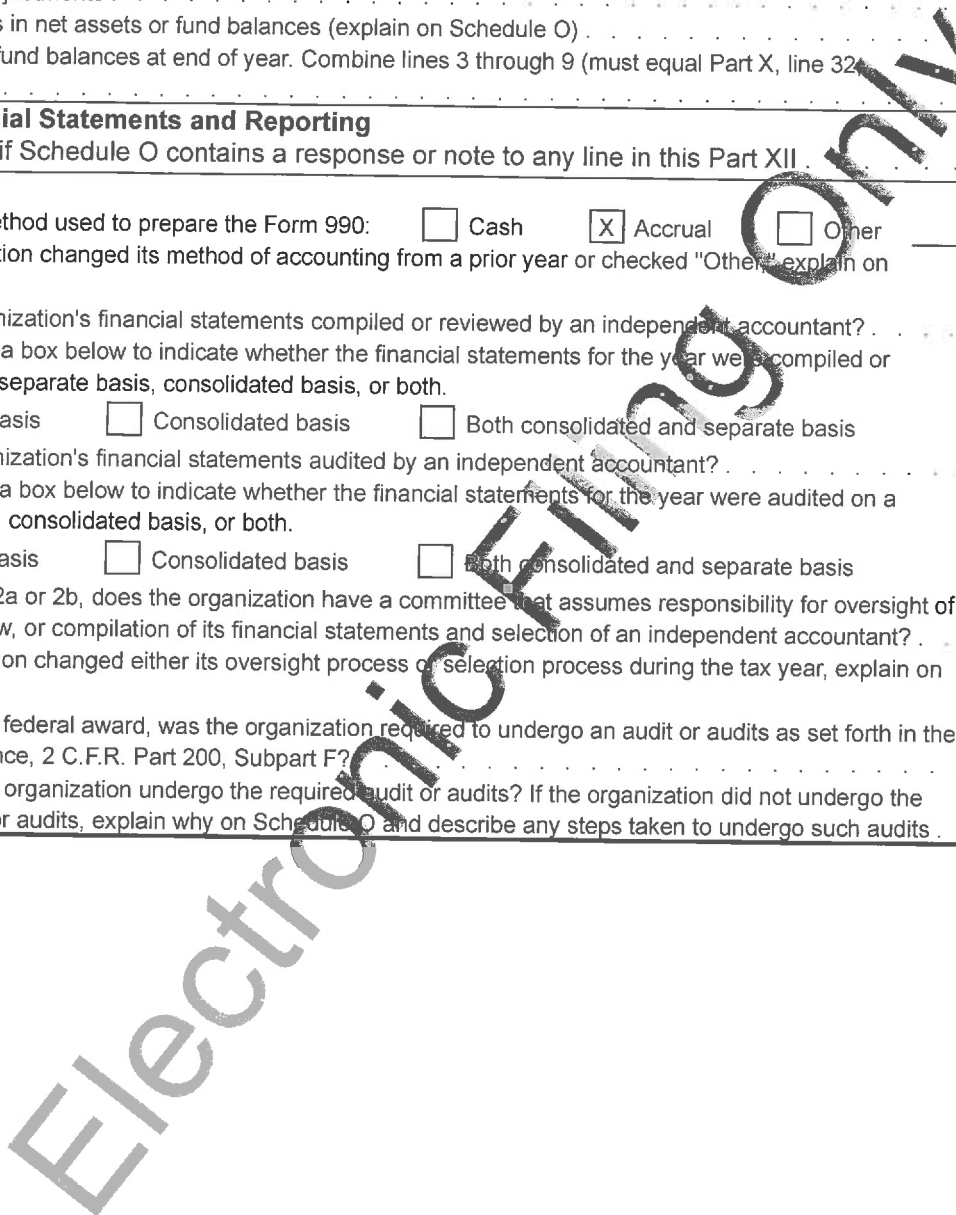 s in net assets or fund balances (explain on Schedule O) . . . . . . . . . . . . .
fund balances at end of year. Combine lines 3 through 9 (must equal Part X, line 32,
ial Statements and Reporting
if Schedule O contains a response or note to any line in this Part XII . . . . .
ethod used to prepare the Form 990: Cash X Accrual Other
tion changed its method of accounting from a prior year or checked "Other," explain on
nization's financial statements compiled or reviewed by an independent accountant? . . .
a box below to indicate whether the financial statements for the year were compiled or
separate basis, consolidated basis, or both.
asis Consolidated basis Both consolidated and separate basis
nization's financial statements audited by an independent accountant? . . . . . . . .
a box below to indicate whether the financial statements for the year were audited on a
consolidated basis, or both.
asis Consolidated basis Both consolidated and separate basis
2a or 2b, does the organization have a committee that assumes responsibility for oversight of
w, or compilation of its financial statements and selection of an independent accountant? .
on changed either its oversight process or selection process during the tax year, explain on
federal award, was the organization required to undergo an audit or audits as set forth in the
nce, 2 C.F.R. Part 200, Subpart F? . . . . . . . . . . . . . . . . . .
organization undergo the required audit or audits? If the organization did not undergo the
r audits, explain why on Schedule O and describe any steps taken to undergo such audits .
Electronic Filing Only